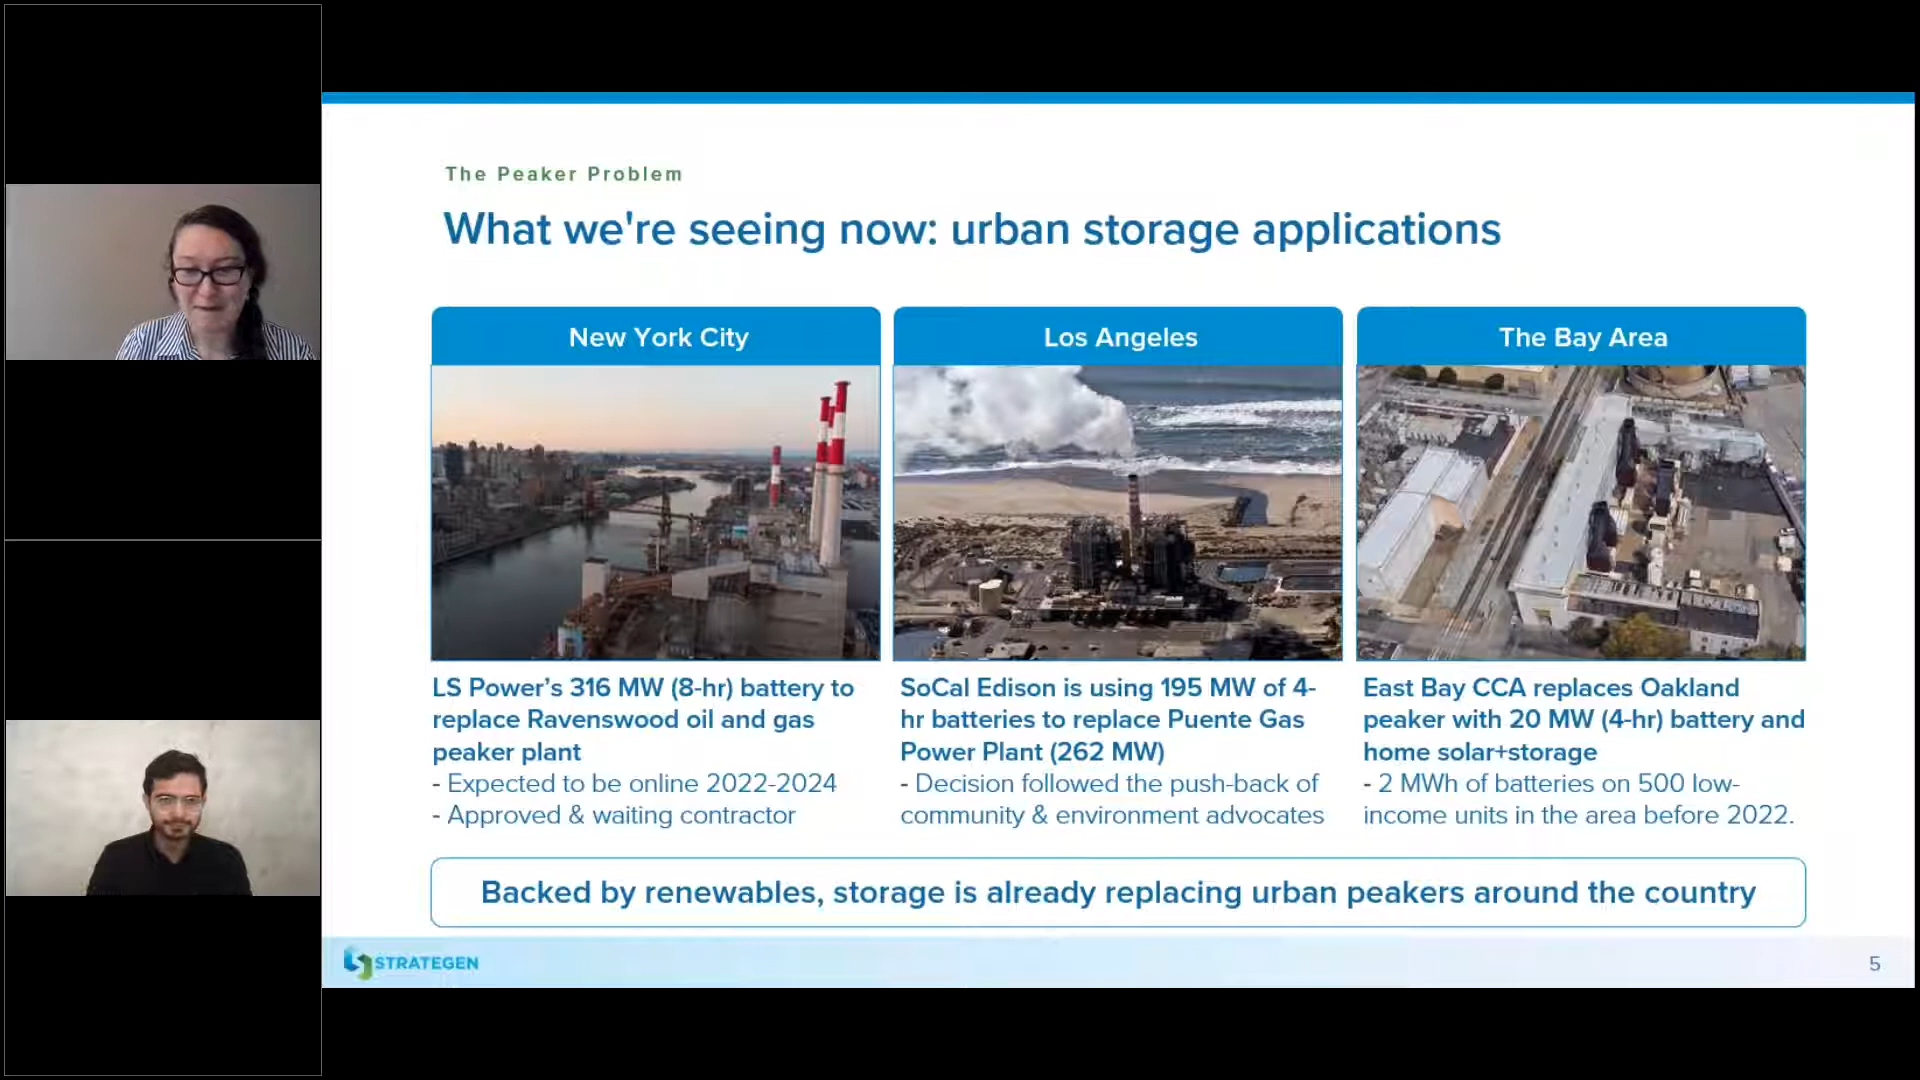 The Peaker Problem
What we're seeing now: urban storage applications
New York City
LS Power's 316 MW (8-hr) battery to
replace Ravenswood oil and gas
peaker plant
- Expected to be online 2022-2024
- Approved & waiting contractor
Los Angeles
SoCal Edison is using 195 MW of 4-
hr batteries to replace Puente Gas
Power Plant (262 MW)
- Decision followed the push-back of
community & environment advocates
The Bay Area
East Bay CCA replaces Oakland
peaker with 20 MW (4-hr) battery and
home solar+storage
- 2 MWh of batteries on 500 low-
income units in the area before 2022.
Backed by renewables, storage is already replacing urban peakers around the country
STRATEGEN
5